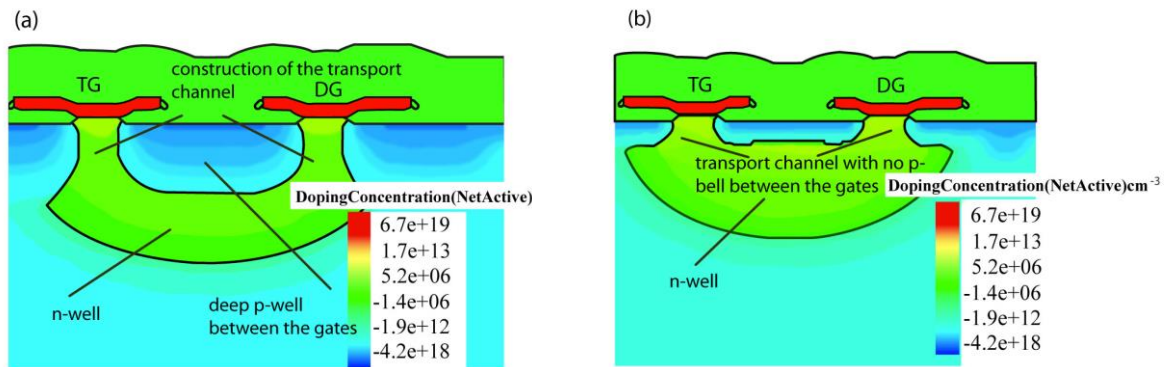 (a)
TG
construction of the transport
channel
DG
DopingConcentration(NetActive)
6.7e+19
1.7e+13
5.2e+06
-1.4e+06
-1.9e+12
-4.2e+18
n-well
deep p-well
between the gates
(b)
TG
DG
transport channel with no p-
bell between the gates
DopingConcentration(NetActive)cm-3
6.7e+19
1.7e+13
5.2e+06
-1.4e+06
-1.9e+12
-4.2e+18
n-well